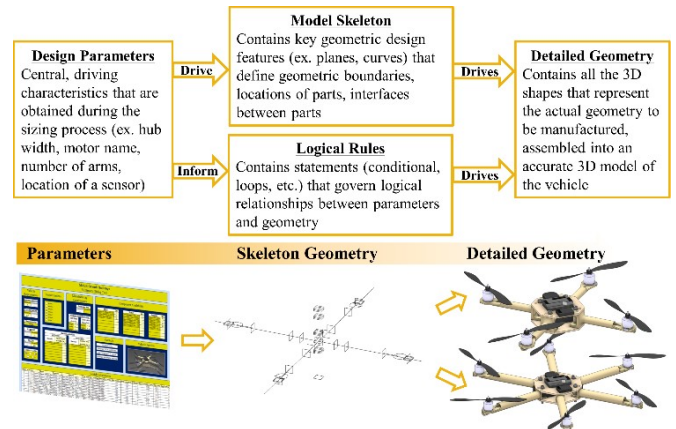 Design Parameters
Central, driving
characteristics that are
obtained during the
sizing process (ex. hub
width, motor name,
number of arms,
location of a sensor)
Drive
Inform
Model Skeleton
Contains key geometric design
features (ex. planes, curves) that
define geometric boundaries,
locations of parts, interfaces
between parts
Logical Rules
Contains statements (conditional,
loops, etc.) that govern logical
relationships between parameters
and geometry
Drives
Drives
Detailed Geometry
Contains all the 3D
shapes that represent
the actual geometry to
be manufactured,
assembled into an
accurate 3D model of
the vehicle
Parameters
Skeleton Geometry
Detailed Geometry